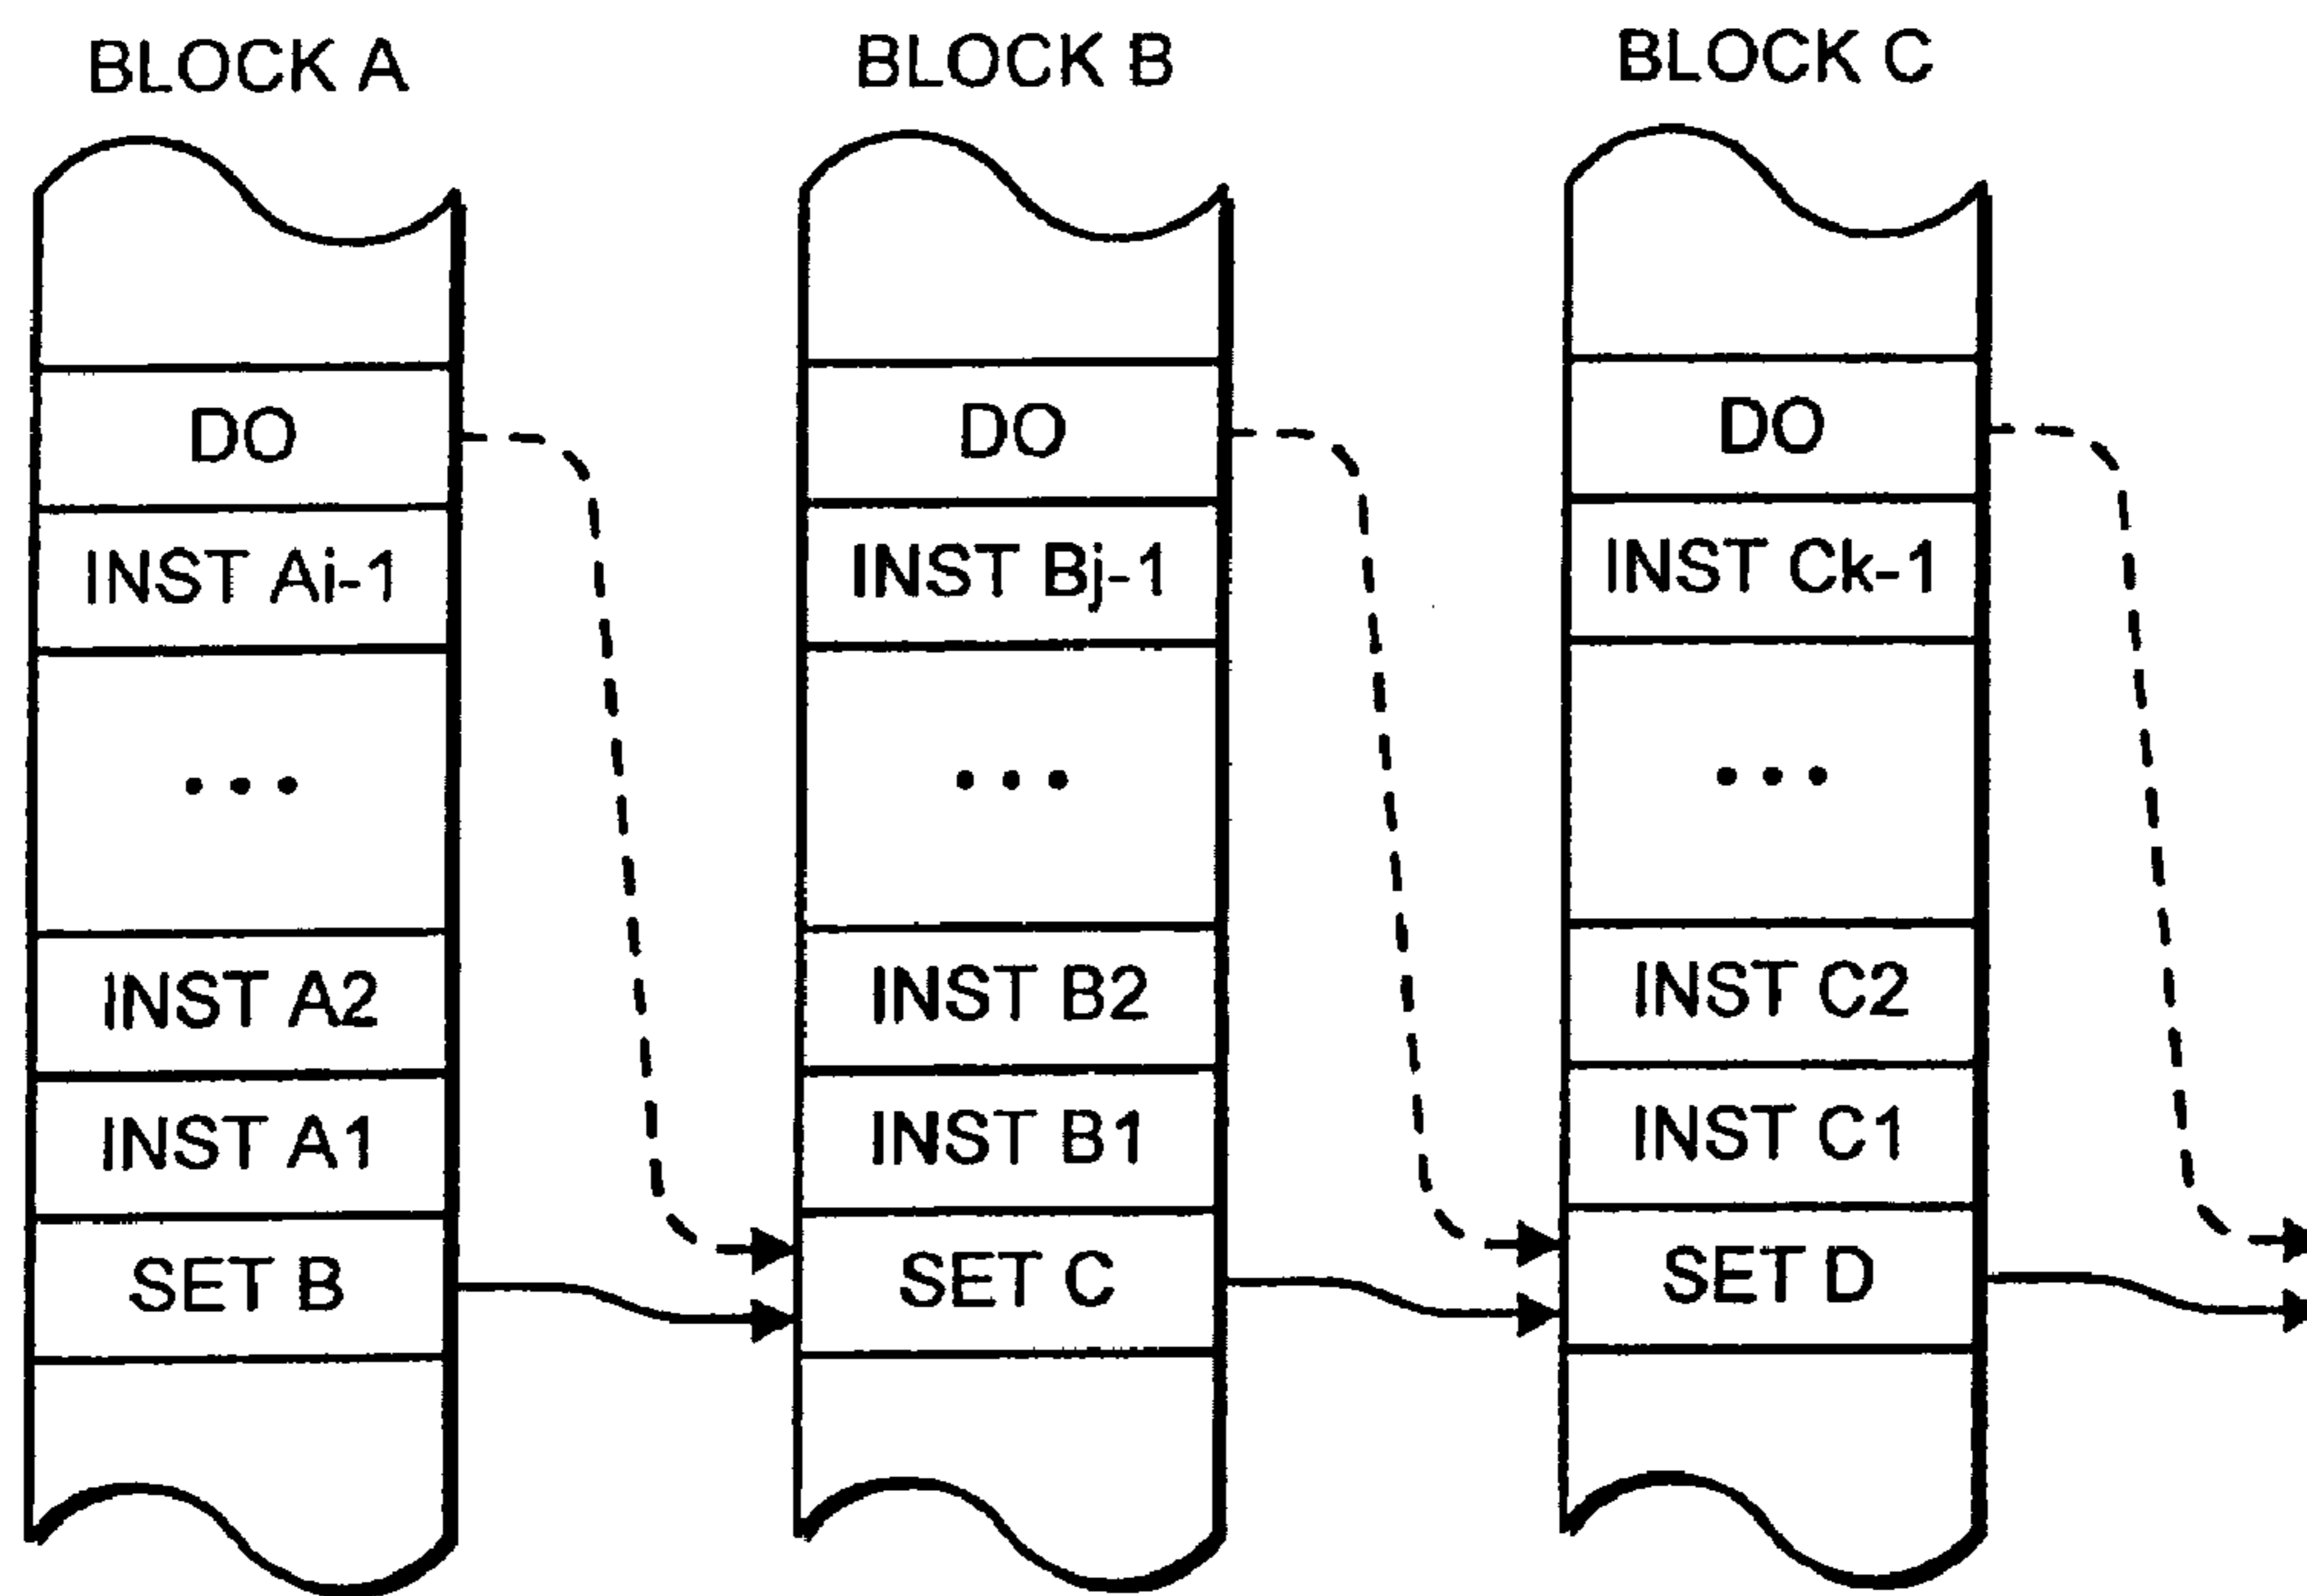 BLOCK A
DO
INST Ai-1
...
INST A2
INST A1
SET B
BLOCK B
DO
INST Bj-1
...
INST B2
INST B1
SET C
BLOCK C
DO
INST Ck-1
...
INST C2
INST C1
SET D